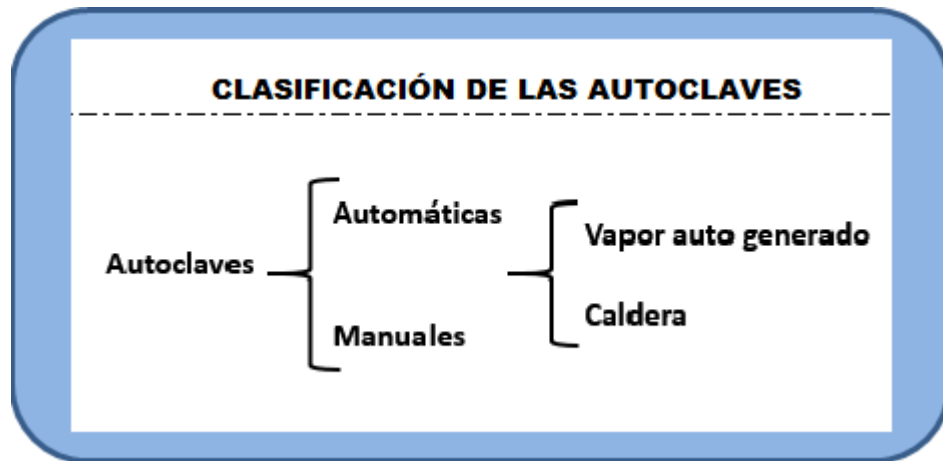 CLASIFICACIÓN DE LAS AUTOCLAVES
Autoclaves
Automáticas
Manuales
Vapor auto generado
Caldera